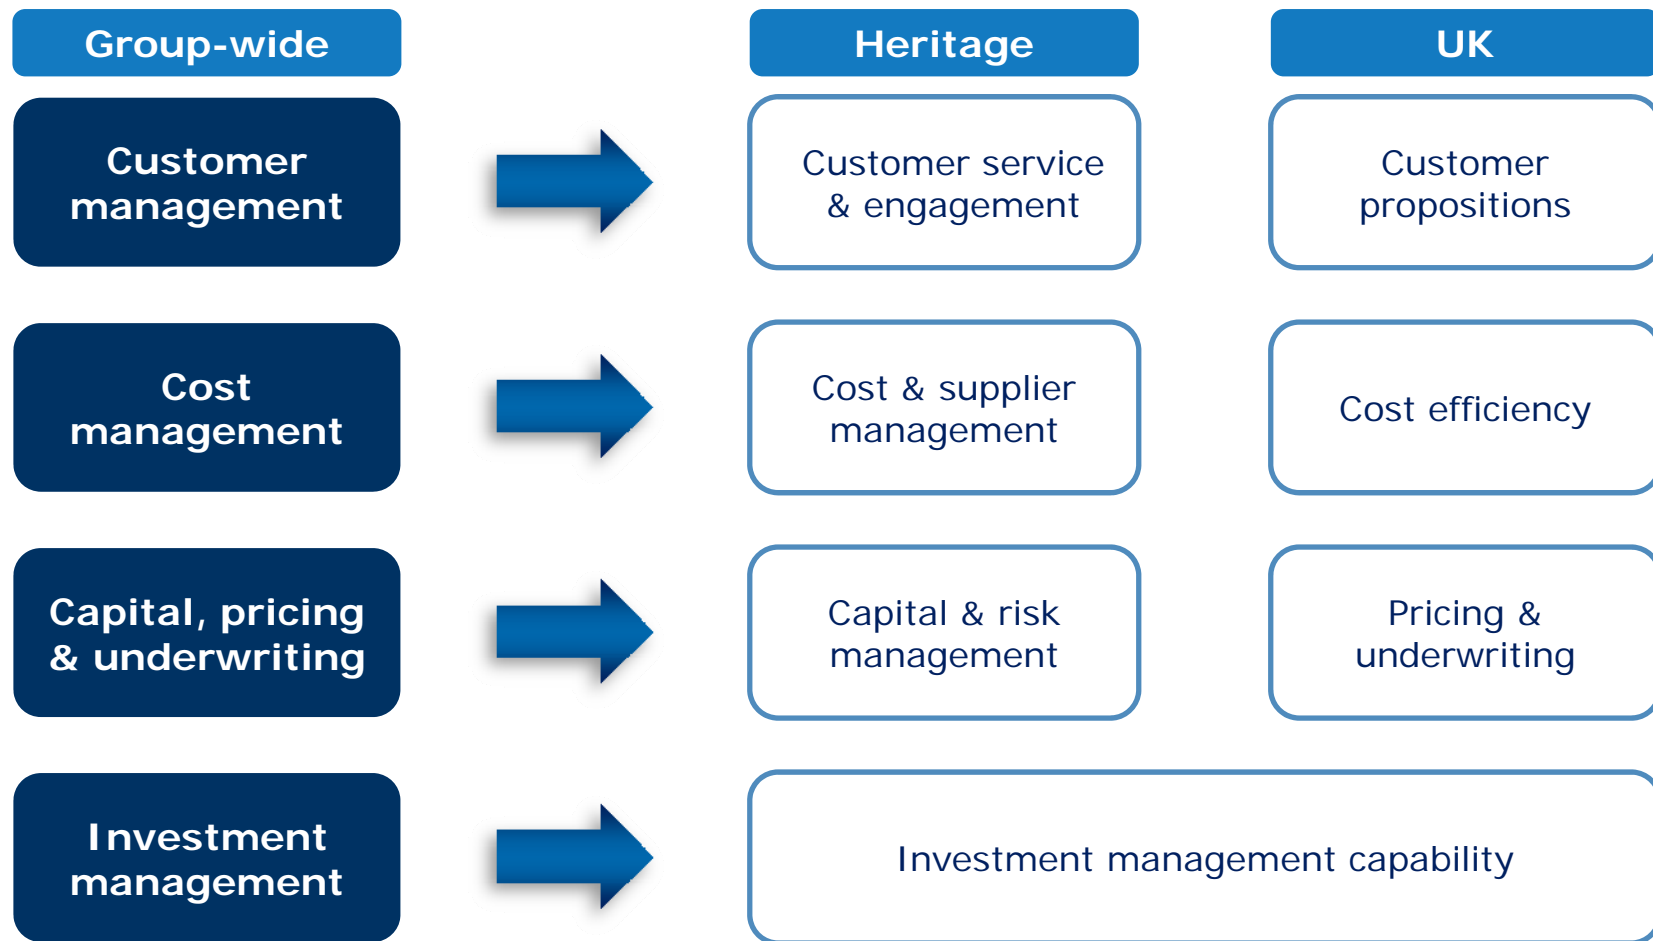 Group-wide
Heritage
UK
Customer
management
Customer service
& engagement
Customer
propositions
Cost
management
Cost & supplier
management
Cost efficiency
Capital, pricing
& underwriting
Capital & risk
management
Pricing &
underwriting
Investment
management
Investment management capability